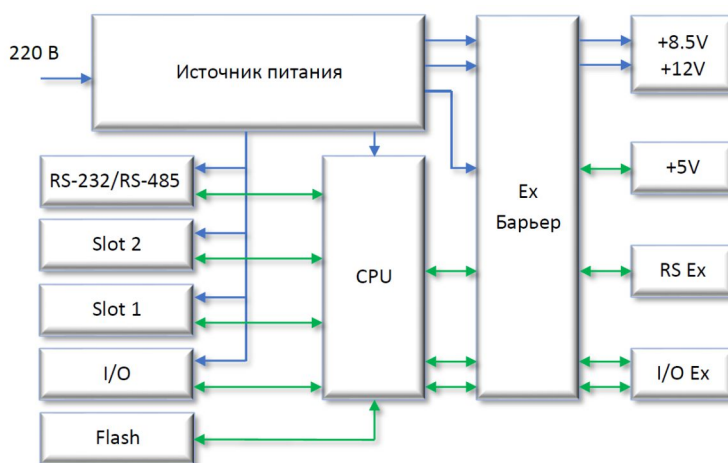 220 В
Источник питания
+8.5V
+12V
RS-232/RS-485
+5V
Ex
Барьер
Slot 2
CPU
RS Ex
Slot 1
I/O
I/O Ex
Flash